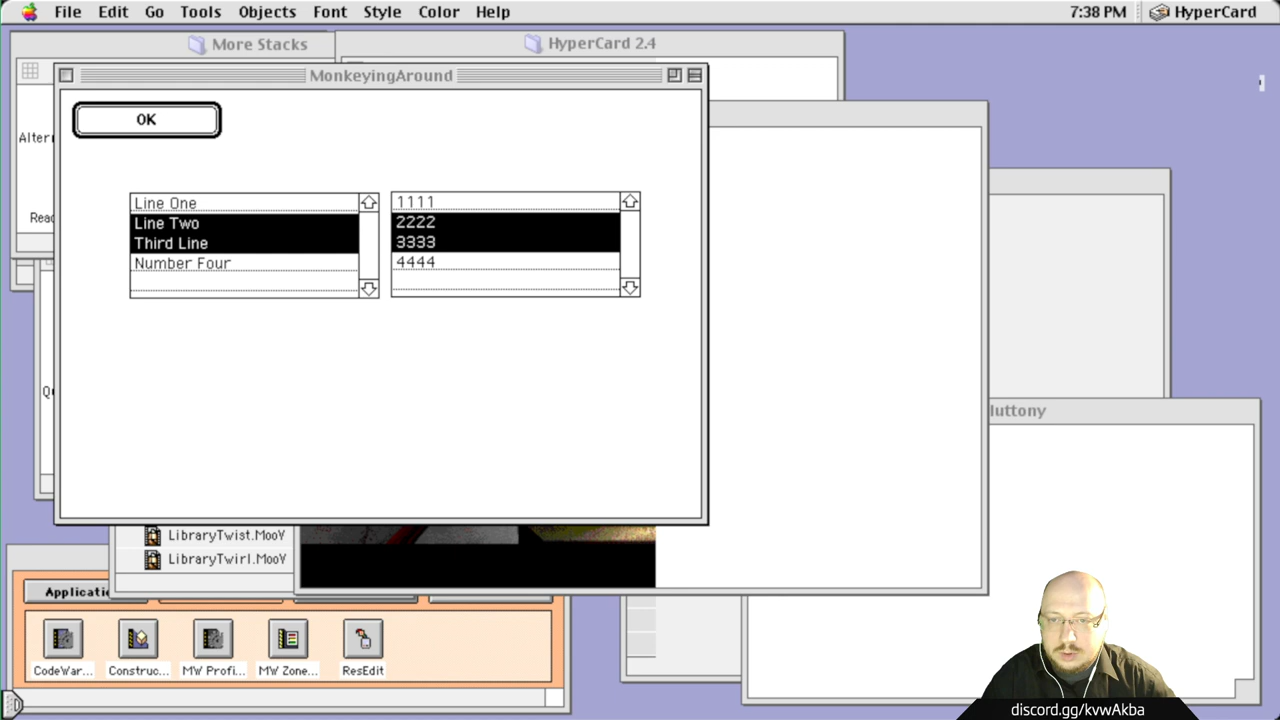 File Edit Go Tools Objects Font Style Color Help
7:38 PM HyperCard
More Stacks
HyperCard 2.4
MonkeyingAround
OK
Line One
Line Two
Third Line
Number Four
1111
2222
3333
4444
Alter
Read
Qu
luttony
LibraryTwist.MooV
LibraryTwirl.MooV
Applicati
CodeWar... Construc... MW Profi... MW Zone... ResEdit
discord.gg/kvwAkba